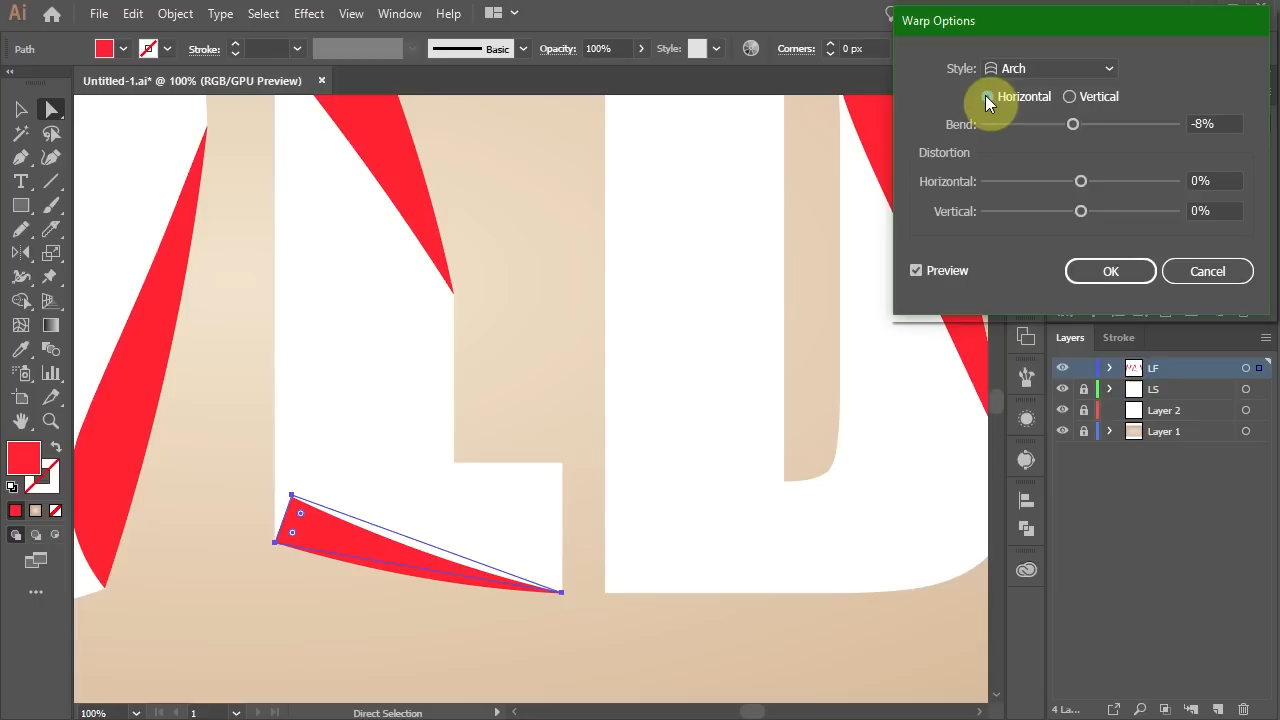 Ai File Edit Object Type Select Effect View Window Help
Path Stroke: Basic Opacity: 100% Style: Corners: 0 px
Untitled-1.ai* @ 100% (RGB/GPU Preview)
Warp Options
Style: Arch
Horizontal Vertical
Bend: -8%
Distortion
Horizontal: 0%
Vertical: 0%
Preview OK Cancel
Layers Stroke
LF
LS
Layer 2
Layer 1
100% 1 Direct Selection
4 La...